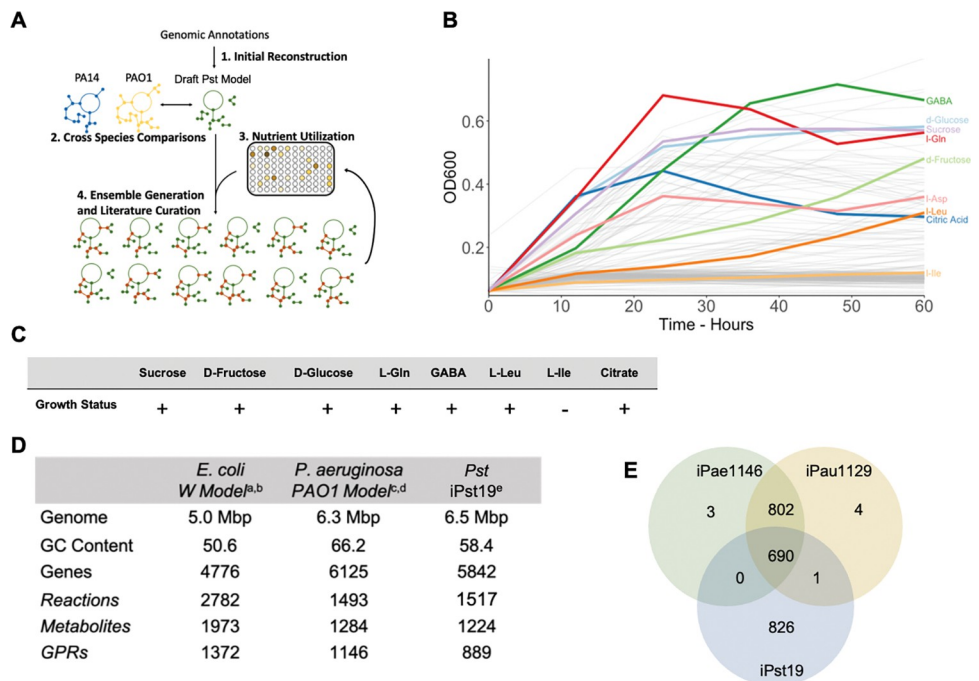 A
Genomic Annotations
1. Initial Reconstruction
PA14
PAO1
Draft Pst Model
2. Cross Species Comparisons
3. Nutrient Utilization
4. Ensemble Generation
and Literature Curation
B
OD600
0.6
0.4
0.2
0
10
20
30
40
50
60
Time - Hours
GABA
d-Glucose
Sucrose
l-Gln
d-Fructose
l-Asp
l-Leu
Citric Acid
l-Ile
C
Sucrose D-Fructose D-Glucose L-Gln GABA L-Leu L-Ile Citrate
Growth Status + + + + + + - +
D
E. coli P. aeruginosa Pst
W Modelᵃ,ᵇ PAO1 Modelᶜ,ᵈ iPst19ᵉ
Genome 5.0 Mbp 6.3 Mbp 6.5 Mbp
GC Content 50.6 66.2 58.4
Genes 4776 6125 5842
Reactions 2782 1493 1517
Metabolites 1973 1284 1224
GPRs 1372 1146 889
E
iPae1146
iPau1129
3
802
4
690
0
1
826
iPst19